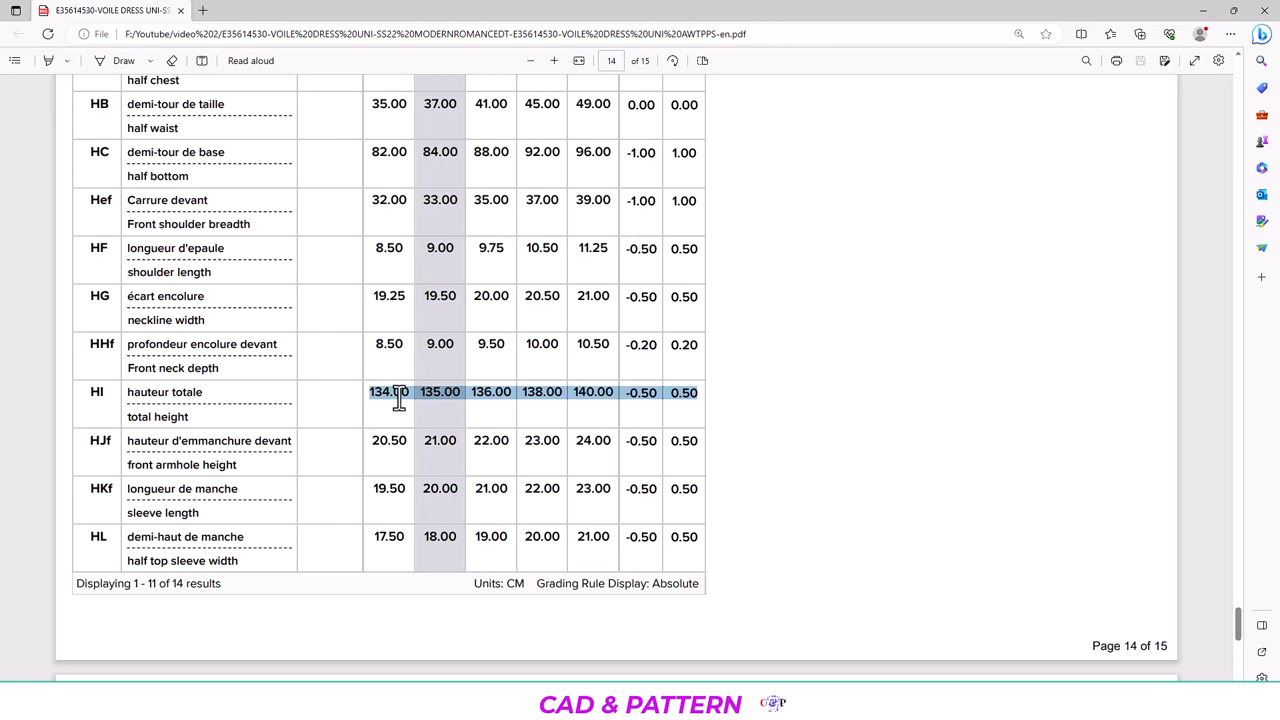 E35614530-VOILE DRESS UNI-SS
File F:/Youtube/video%202/E35614530-VOILE%20DRESS%20UNI-SS22%20MODERNROMANCEDT-E35614530-VOILE%20DRESS%20UNI%20AWTPPS-en.pdf
Draw Read aloud 14 of 15
half chest
HB demi-tour de taille 35.00 37.00 41.00 45.00 49.00 0.00 0.00
half waist
HC demi-tour de base 82.00 84.00 88.00 92.00 96.00 -1.00 1.00
half bottom
Hef Carrure devant 32.00 33.00 35.00 37.00 39.00 -1.00 1.00
Front shoulder breadth
HF longueur d'epaule 8.50 9.00 9.75 10.50 11.25 -0.50 0.50
shoulder length
HG écart encolure 19.25 19.50 20.00 20.50 21.00 -0.50 0.50
neckline width
HHf profondeur encolure devant 8.50 9.00 9.50 10.00 10.50 -0.20 0.20
Front neck depth
HI hauteur totale 134.00 135.00 136.00 138.00 140.00 -0.50 0.50
total height
HJf hauteur d'emmanchure devant 20.50 21.00 22.00 23.00 24.00 -0.50 0.50
front armhole height
HKf longueur de manche 19.50 20.00 21.00 22.00 23.00 -0.50 0.50
sleeve length
HL demi-haut de manche 17.50 18.00 19.00 20.00 21.00 -0.50 0.50
half top sleeve width
Displaying 1 - 11 of 14 results Units: CM Grading Rule Display: Absolute
Page 14 of 15
CAD & PATTERN C&P